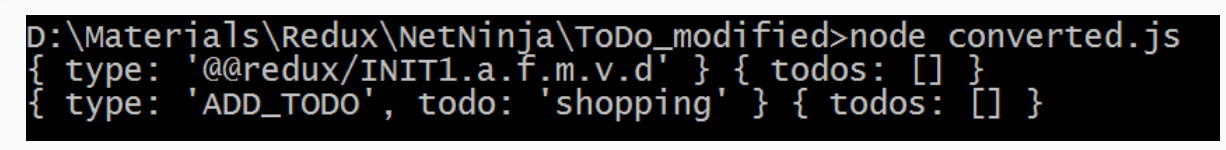 D:\Materials\Redux\NetNinja\ToDo_modified>node converted.js
{ type: '@@redux/INIT1.a.f.m.v.d' } { todos: [] }
{ type: 'ADD_TODO', todo: 'shopping' } { todos: [] }